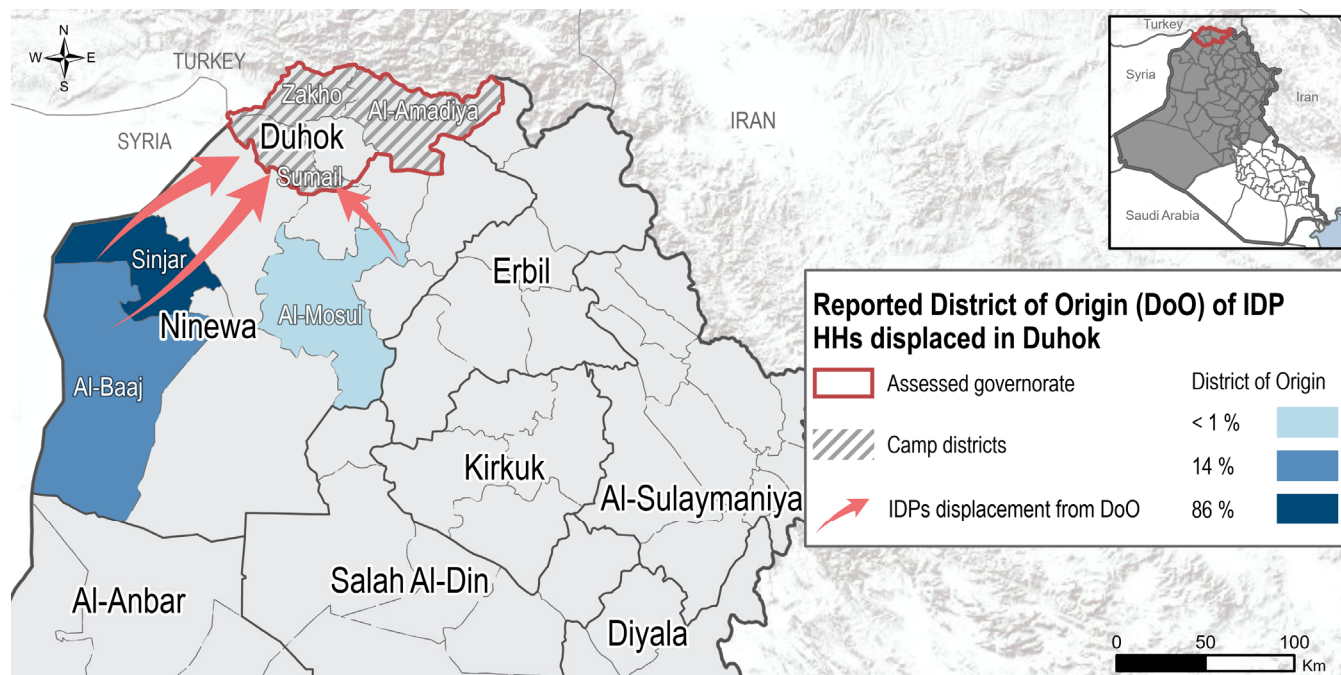 N
W
E
S
TURKEY
SYRIA
IRAN
Zakho
Al-Amadiya
Duhok
Sumail
Sinjar
Ninewa
Al-Mosul
Al-Baaj
Erbil
Kirkuk
Al-Sulaymaniya
Salah Al-Din
Al-Anbar
Diyala
Turkey
Syria
Iran
Saudi Arabia
Reported District of Origin (DoO) of IDP
HHs displaced in Duhok
Assessed governorate
Camp districts
IDPs displacement from DoO
District of Origin
< 1 %
14 %
86 %
0 50 100
Km